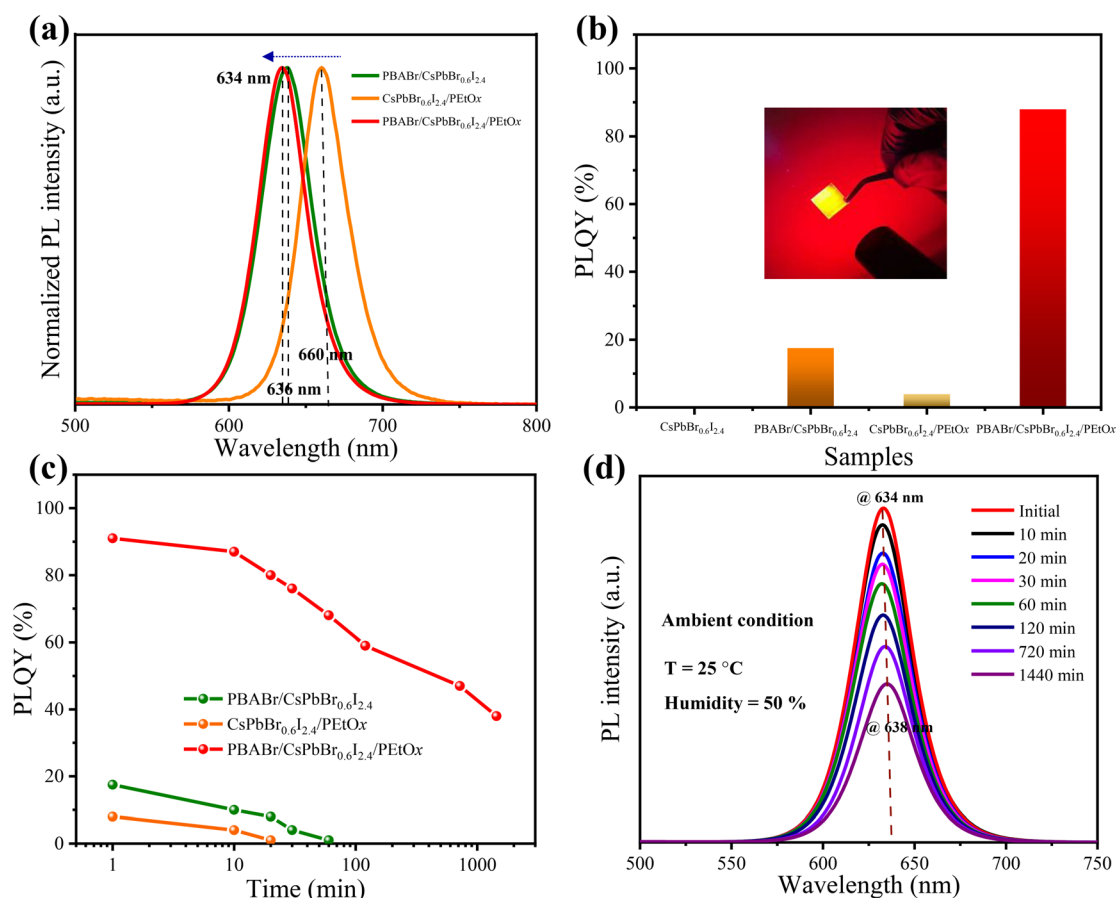 (a)
Normalized PL intensity (a.u.)
634 nm
PBABr/CsPbBr0.6I2.4
CsPbBr0.6I2.4/PEtOx
PBABr/CsPbBr0.6I2.4/PEtOx
660 nm
636 nm
500 600 700 800
Wavelength (nm)
(b)
PLQY (%)
100
80
60
40
20
0
CsPbBr0.6I2.4 PBABr/CsPbBr0.6I2.4 CsPbBr0.6I2.4/PEtOx PBABr/CsPbBr0.6I2.4/PEtOx
Samples
(c)
PLQY (%)
100
80
60
40
20
0
PBABr/CsPbBr0.6I2.4
CsPbBr0.6I2.4/PEtOx
PBABr/CsPbBr0.6I2.4/PEtOx
1 10 100 1000
Time (min)
(d)
PL intensity (a.u.)
@ 634 nm
Initial
10 min
20 min
30 min
60 min
120 min
720 min
1440 min
Ambient condition
T = 25 °C
Humidity = 50 %
@ 638 nm
500 600 650 700 750
Wavelength (nm)